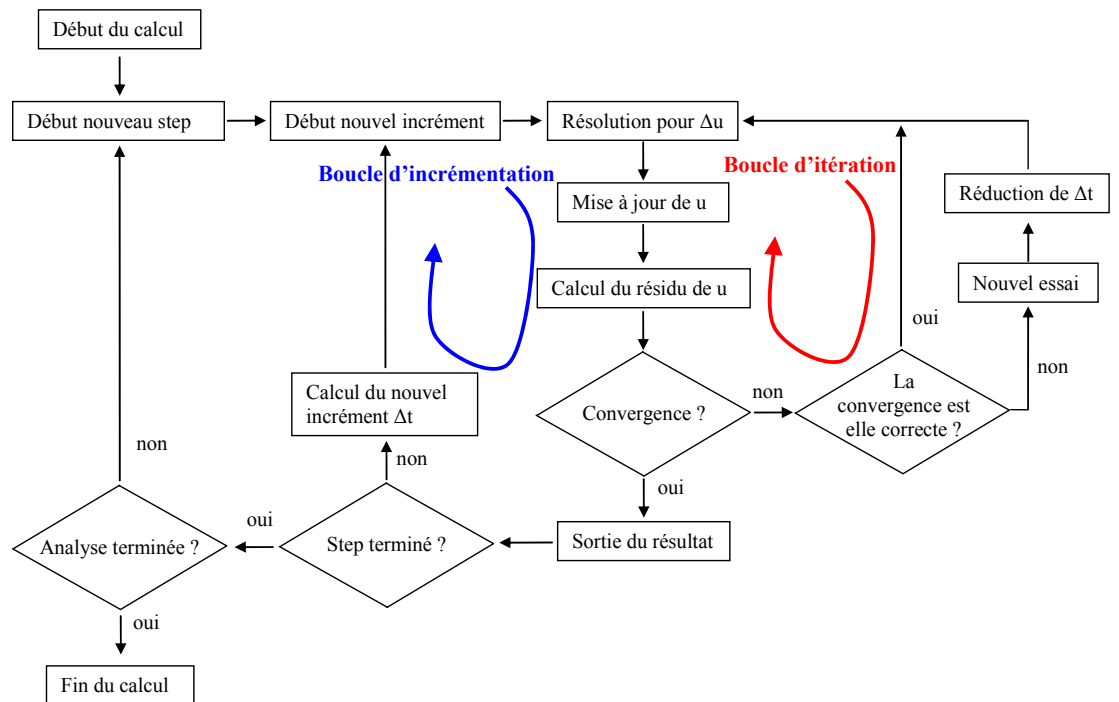 Début du calcul
Début nouveau step
Début nouvel incrément
Résolution pour Δu
Boucle d'incrémentation
Boucle d'itération
Mise à jour de u
Réduction de Δt
Calcul du résidu de u
Nouvel essai
oui
non
Calcul du nouvel
incrément Δt
Convergence ?
non
La
convergence est
elle correcte ?
non
non
oui
Analyse terminée ?
oui
Step terminé ?
Sortie du résultat
oui
Fin du calcul